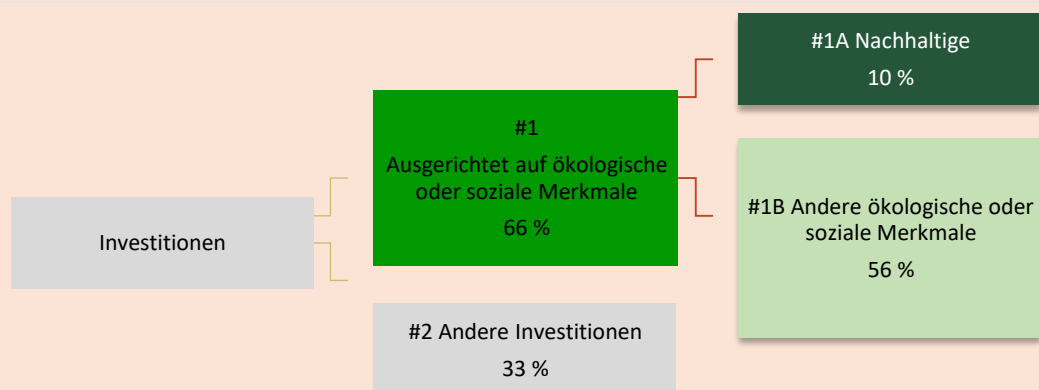 Investitionen
#1
Ausgerichtet auf ökologische
oder soziale Merkmale
66 %
#2 Andere Investitionen
33 %
#1A Nachhaltige
10 %
#1B Andere ökologische oder
soziale Merkmale
56 %